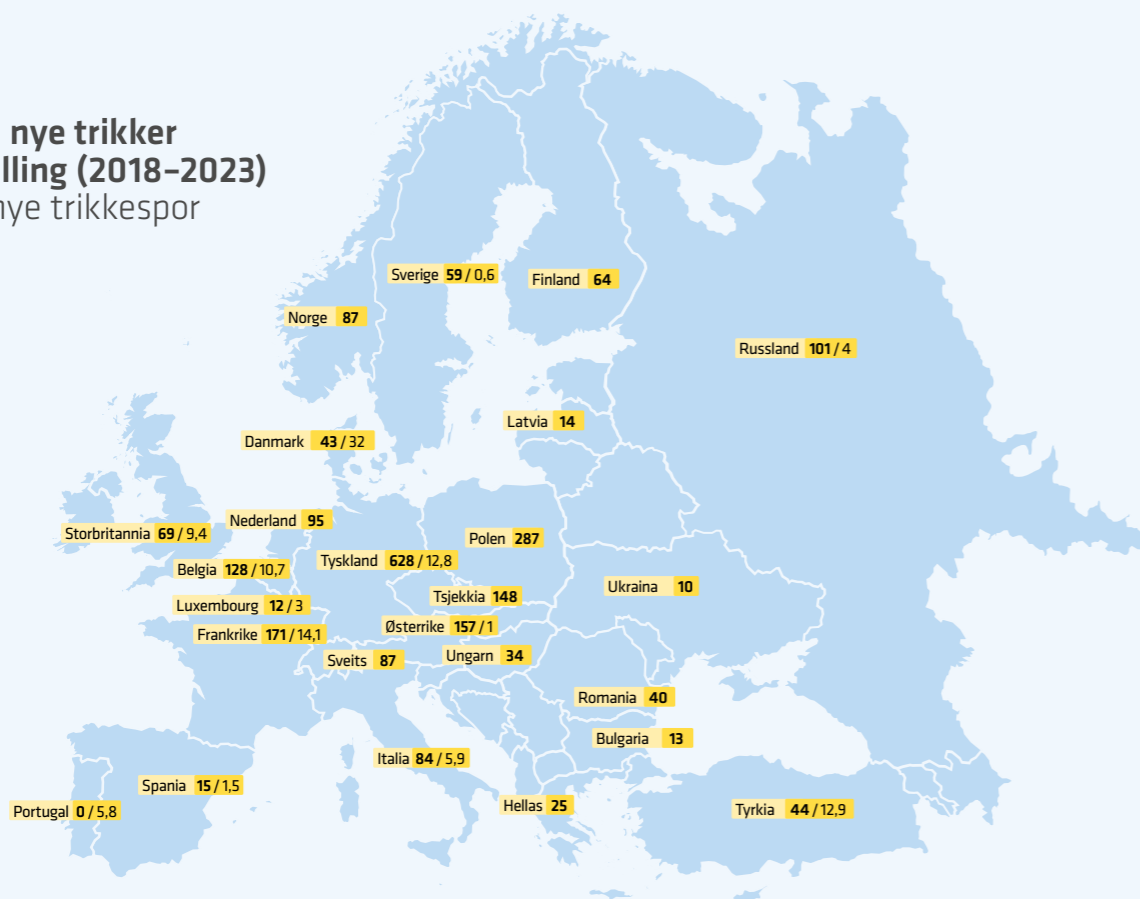 nye trikker
lling (2018–2023)
nye trikkespor
Sverige 59 / 0,6
Finland 64
Norge 87
Russland 101 / 4
Latvia 14
Danmark 43 / 32
Nederland 95
Storbritannia 69 / 9,4
Polen 287
Tyskland 628 / 12,8
Belgia 128 / 10,7
Ukraina 10
Tsjekkia 148
Luxembourg 12 / 3
Østerrike 157 / 1
Frankrike 171 / 14,1
Ungarn 34
Sveits 87
Romania 40
Bulgaria 13
Italia 84 / 5,9
Spania 15 / 1,5
Hellas 25
Tyrkia 44 / 12,9
Portugal 0 / 5,8